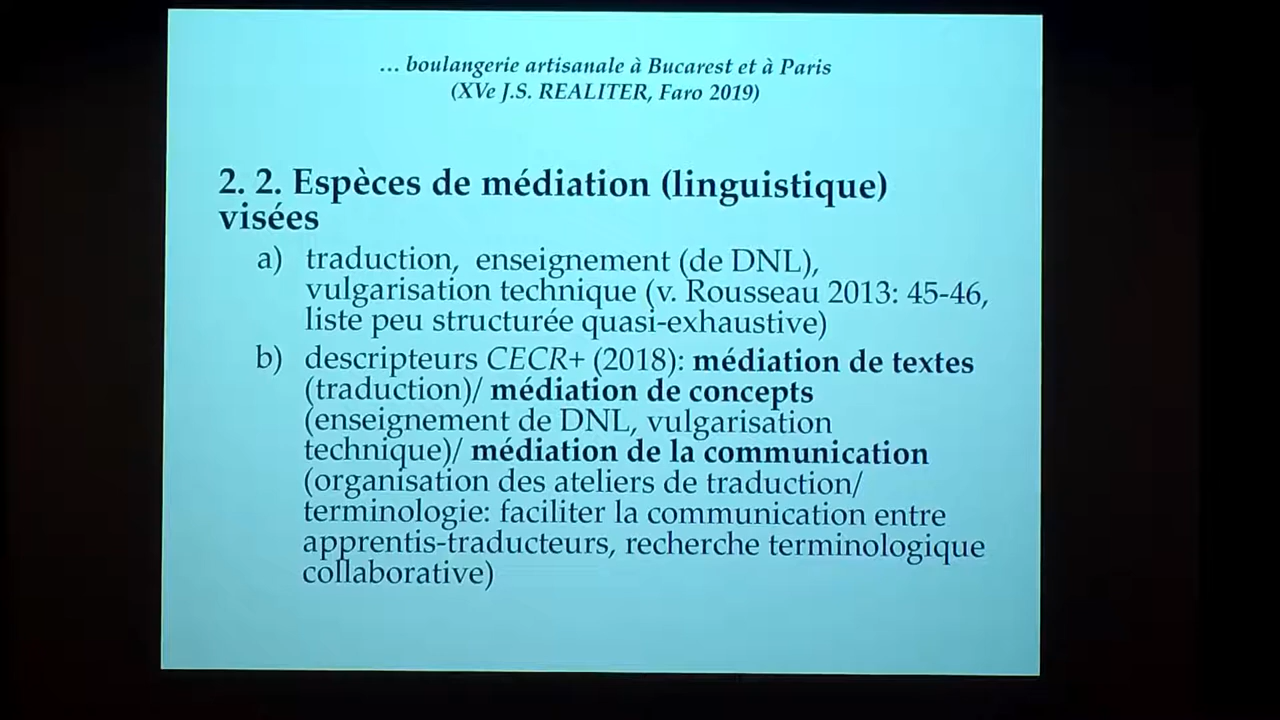 ... boulangerie artisanale à Bucarest et à Paris
(XVe J.S. REALITER, Faro 2019)
2. 2. Espèces de médiation (linguistique)
visées
a) traduction, enseignement (de DNL),
vulgarisation technique (v. Rousseau 2013: 45-46,
liste peu structurée quasi-exhaustive)
b) descripteurs CECR+ (2018): médiation de textes
(traduction)/ médiation de concepts
(enseignement de DNL, vulgarisation
technique)/ médiation de la communication
(organisation des ateliers de traduction/
terminologie: faciliter la communication entre
apprentis-traducteurs, recherche terminologique
collaborative)